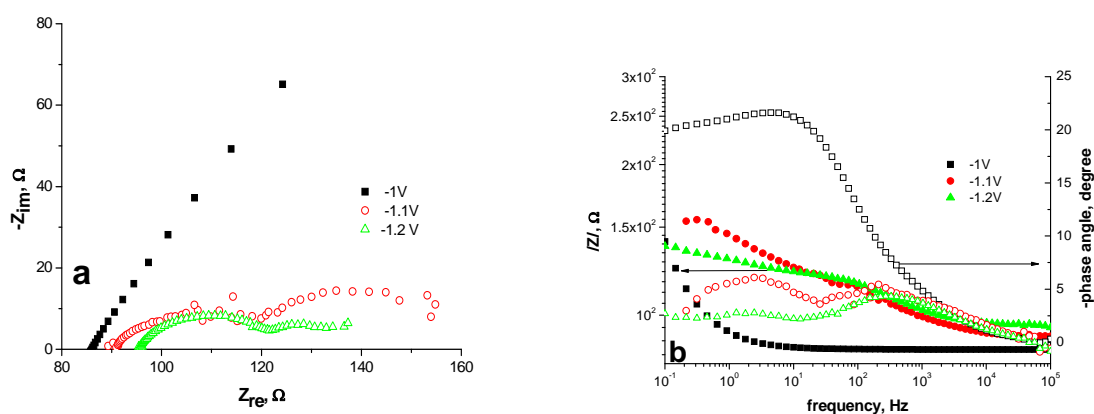 80
60
40
20
0
-Z_im, Ω
80
100
120
140
160
Z_re, Ω
-1V
-1.1V
-1.2 V
a
3x10^2
2.5x10^2
2x10^2
1.5x10^2
10^2
/Z/, Ω
25
20
15
10
5
0
-phase angle, degree
10^-1
10^0
10^1
10^2
10^3
10^4
10^5
frequency, Hz
-1V
-1.1V
-1.2V
b